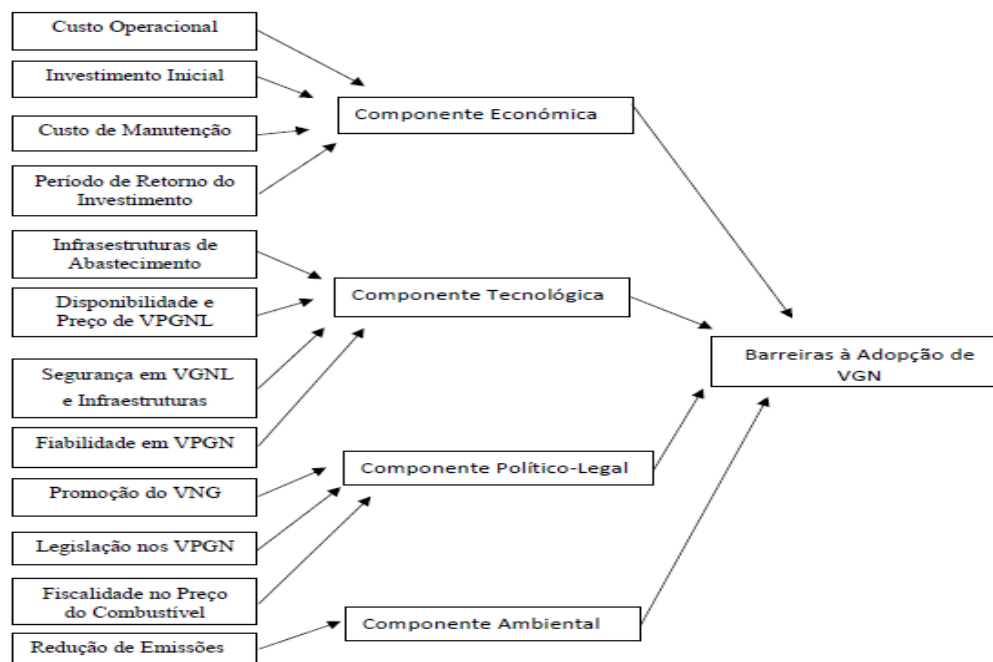 Custo Operacional
Investimento Inicial
Custo de Manutenção
Período de Retorno do
Investimento
Infrasestruturas de
Abastecimento
Disponibilidade e
Preço de VPGNL
Segurança em VGNL
e Infraestruturas
Fiabilidade em VPGN
Promoção do VNG
Legislação nos VPGN
Fiscalidade no Preço
do Combustível
Redução de Emissões
Componente Económica
Componente Tecnológica
Componente Político-Legal
Componente Ambiental
Barreiras à Adopção de
VGN